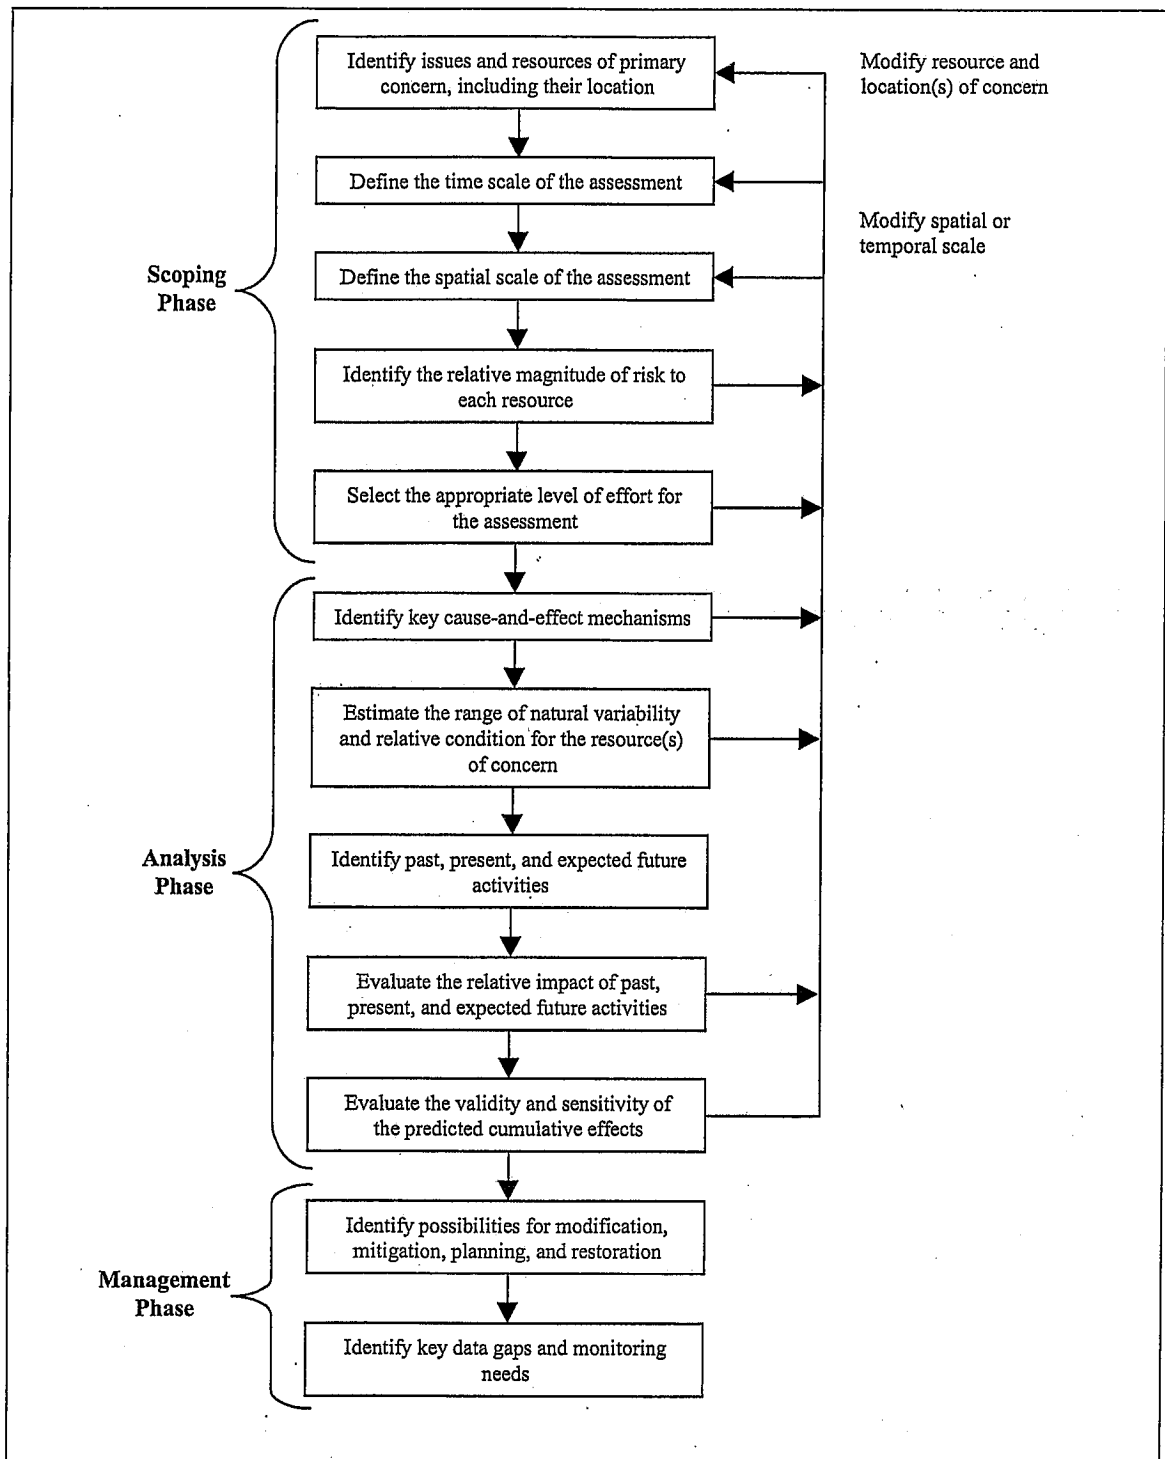 Identify issues and resources of primary
concern, including their location
Modify resource and
location(s) of concern
Define the time scale of the assessment
Modify spatial or
temporal scale
Define the spatial scale of the assessment
Scoping
Phase
Identify the relative magnitude of risk to
each resource
Select the appropriate level of effort for
the assessment
Identify key cause-and-effect mechanisms
Estimate the range of natural variability
and relative condition for the resource(s)
of concern
Analysis
Phase
Identify past, present, and expected future
activities
Evaluate the relative impact of past,
present, and expected future activities
Evaluate the validity and sensitivity of
the predicted cumulative effects
Identify possibilities for modification,
mitigation, planning, and restoration
Management
Phase
Identify key data gaps and monitoring
needs